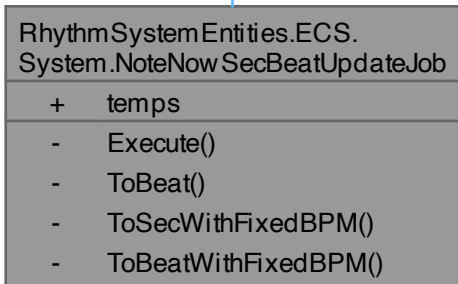 RhythmSystemEntities.ECS.
System.NoteNowSecBeatUpdateJob
+ temps
- Execute()
- ToBeat()
- ToSecWithFixedBPM()
- ToBeatWithFixedBPM()